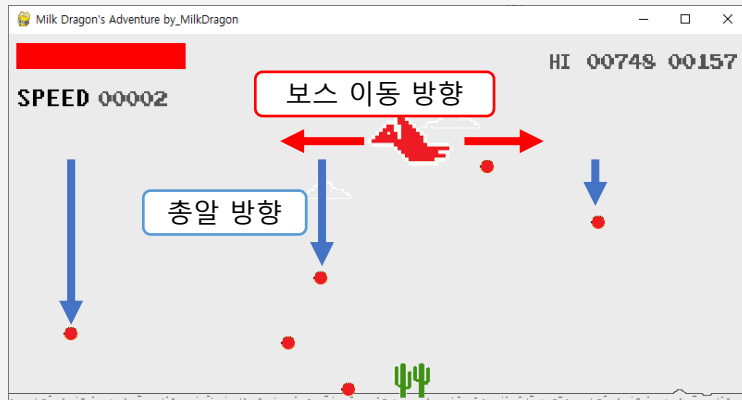 Milk Dragon's Adventure by_MilkDragon
HI 00748 00157
SPEED 00002
보스 이동 방향
총알 방향